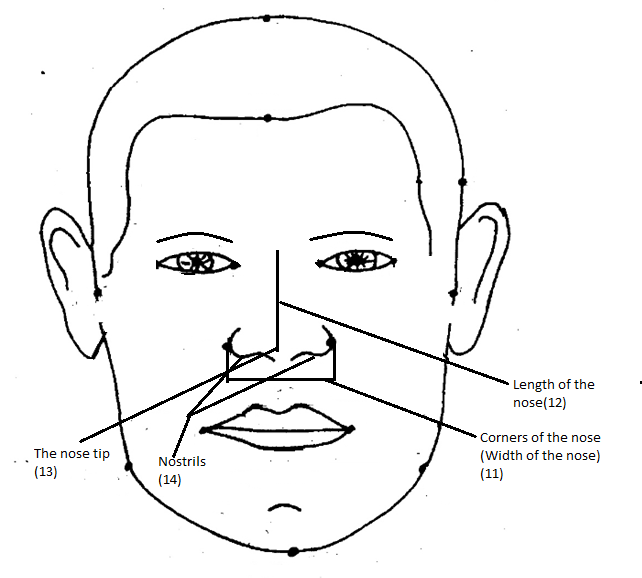 Length of the
nose(12)
Corners of the nose
(Width of the nose)
(11)
The nose tip
(13)
Nostrils
(14)